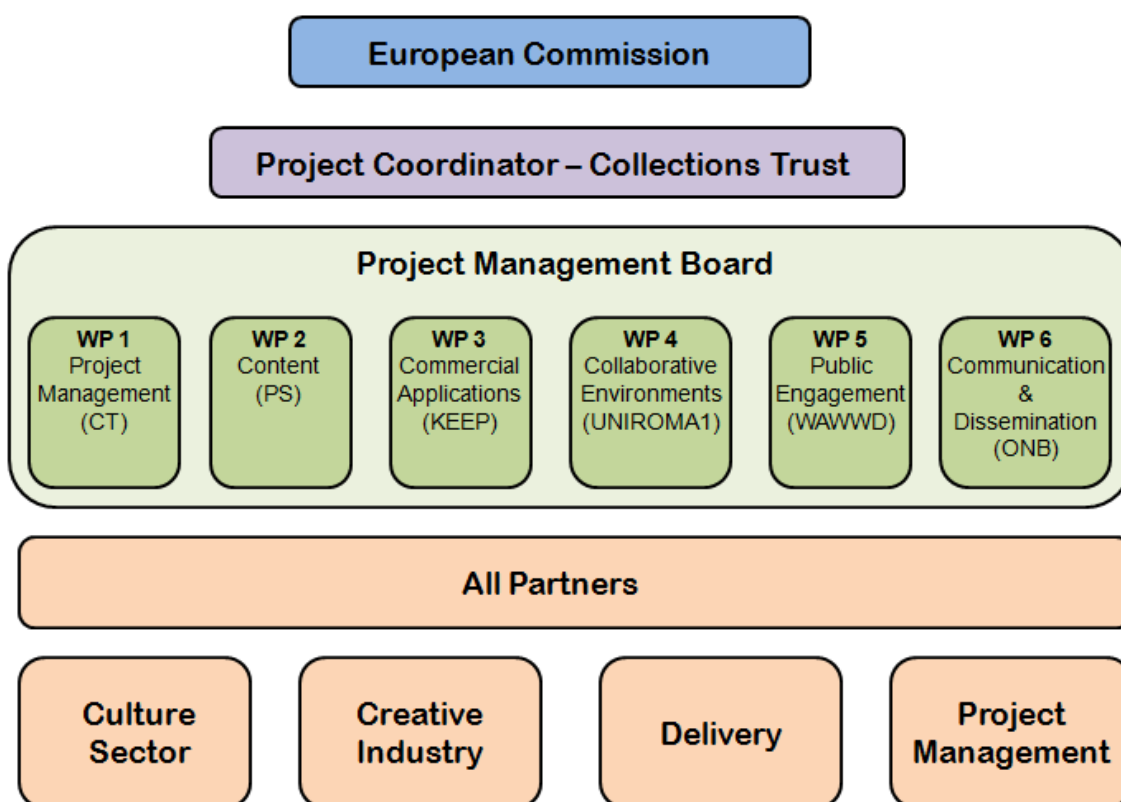 European Commission
Project Coordinator – Collections Trust
Project Management Board
WP 1
Project
Management
(CT)
WP 2
Content
(PS)
WP 3
Commercial
Applications
(KEEP)
WP 4
Collaborative
Environments
(UNIROMA1)
WP 5
Public
Engagement
(WAWWD)
WP 6
Communication
&
Dissemination
(ONB)
All Partners
Culture
Sector
Creative
Industry
Delivery
Project
Management